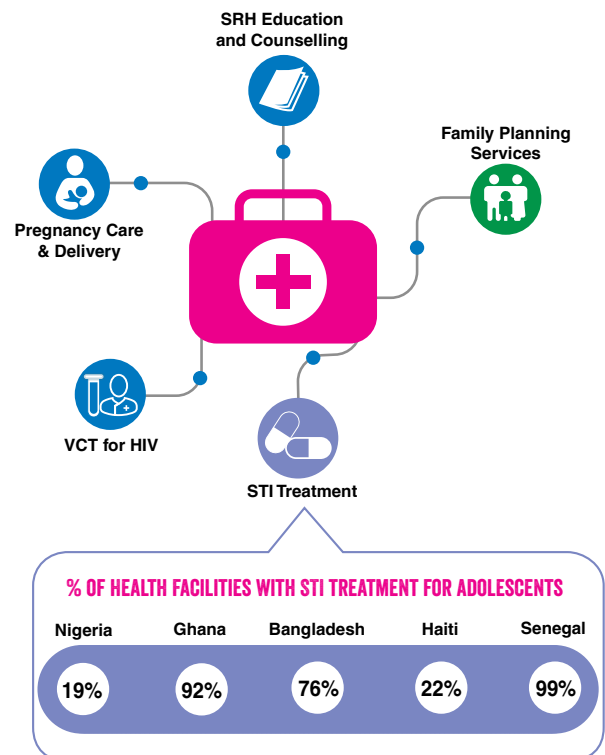 SRH Education
and Counselling
Family Planning
Services
Pregnancy Care
& Delivery
VCT for HIV
STI Treatment
% OF HEALTH FACILITIES WITH STI TREATMENT FOR ADOLESCENTS
Nigeria Ghana Bangladesh Haiti Senegal
19% 92% 76% 22% 99%